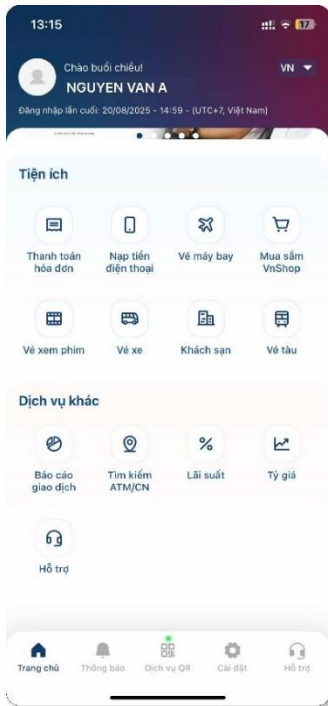 13:15
17
Chào buổi chiều!
VN
NGUYEN VAN A
Đăng nhập lần cuối: 20/08/2025 - 14:59 - (UTC+7, Việt Nam)
Tiện ích
Thanh toán
hóa đơn
Nạp tiền
điện thoại
Vé máy bay
Mua sắm
VnShop
Vé xem phim
Vé xe
Khách sạn
Vé tàu
Dịch vụ khác
Báo cáo
giao dịch
Tìm kiếm
ATM/CN
Lãi suất
Tỷ giá
Hỗ trợ
Trang chủ
Thông báo
Dịch vụ QR
Cài đặt
Hỗ trợ